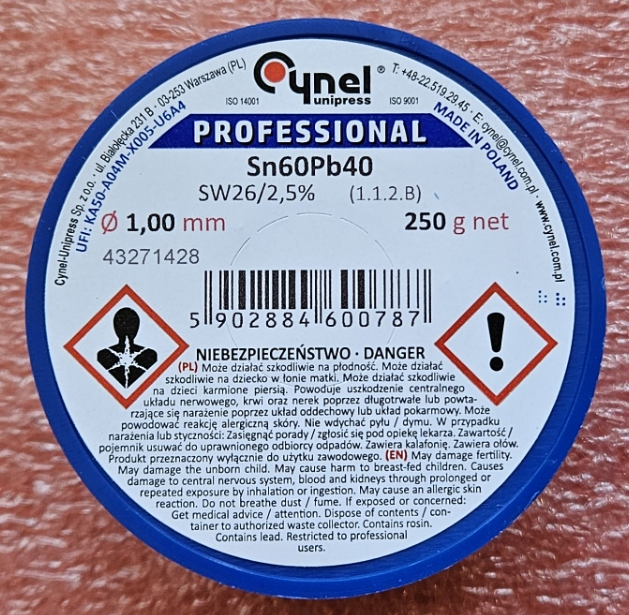 Cynel-Unipress Sp. z o.o. · ul. Białołęcka 231 B · 03-253 Warszawa (PL)
UFI: KA50-A04M-X005-U6A4
Cynel®
unipress
ISO 14001
ISO 9001
T: +48-22.519.29.45 · E: cynel@cynel.com.pl · www.cynel.com.pl
MADE IN POLAND
PROFESSIONAL
Sn60Pb40
SW26/2,5% (1.1.2.B)
Ø 1,00 mm 250 g net
43271428
5 902884 600787
NIEBEZPIECZEŃSTWO · DANGER
(PL) Może działać szkodliwie na płodność. Może działać
szkodliwie na dziecko w łonie matki. Może działać szkodliwie
na dzieci karmione piersią. Powoduje uszkodzenie centralnego
układu nerwowego, krwi oraz nerek poprzez długotrwałe lub powta-
rzające się narażenie poprzez układ oddechowy lub układ pokarmowy. Może
powodować reakcję alergiczną skóry. Nie wdychać pyłu / dymu. W przypadku
narażenia lub styczności: Zasięgnąć porady / zgłosić się pod opiekę lekarza. Zawartość /
pojemnik usuwać do uprawnionego odbiorcy odpadów. Zawiera kalafonię. Zawiera ołów.
Produkt przeznaczony wyłącznie do użytku zawodowego. (EN) May damage fertility.
May damage the unborn child. May cause harm to breast-fed children. Causes
damage to central nervous system, blood and kidneys through prolonged or
repeated exposure by inhalation or ingestion. May cause an allergic skin
reaction. Do not breathe dust / fume. If exposed or concerned:
Get medical advice / attention. Dispose of contents / con-
tainer to authorized waste collector. Contains rosin.
Contains lead. Restricted to professional
users.